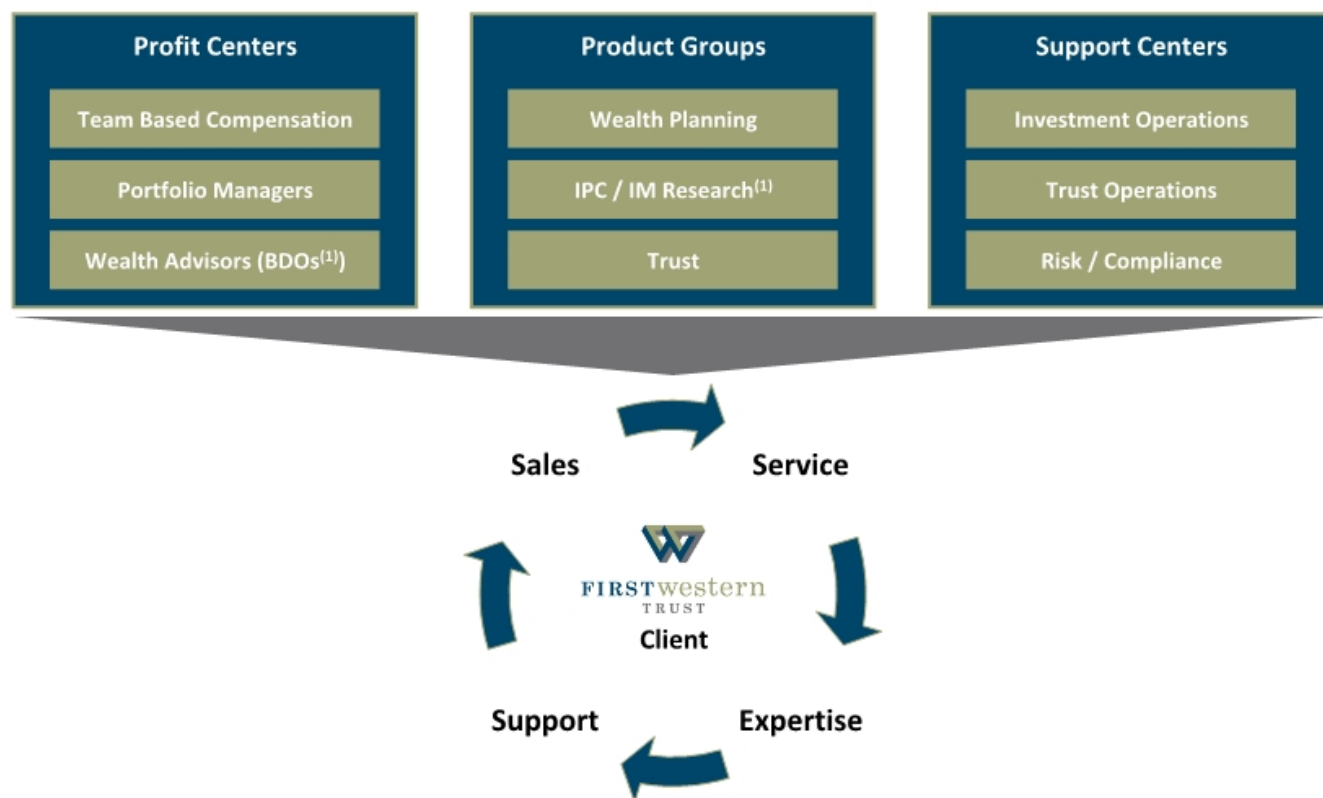 Profit Centers
Team Based Compensation
Portfolio Managers
Wealth Advisors (BDOs(1))
Product Groups
Wealth Planning
IPC / IM Research(1)
Trust
Support Centers
Investment Operations
Trust Operations
Risk / Compliance
Sales
Service
FIRSTwestern
TRUST
Client
Support
Expertise